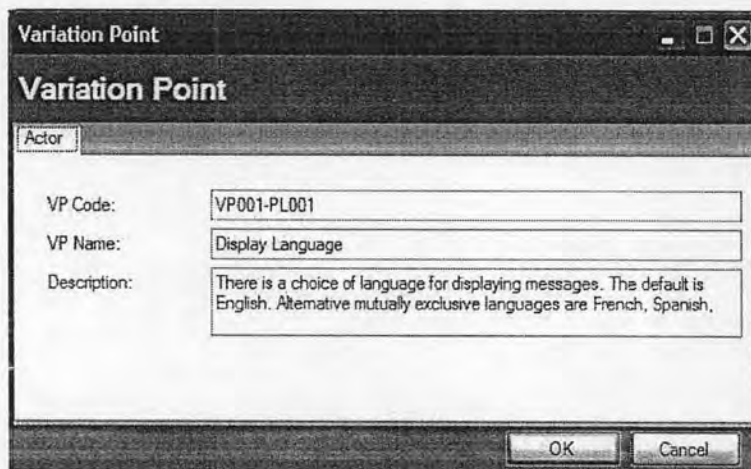 Variation Point
Variation Point
Actor
VP Code: VP001-PL001
VP Name: Display Language
Description: There is a choice of language for displaying messages. The default is
English. Alternative mutually exclusive languages are French, Spanish,
OK Cancel